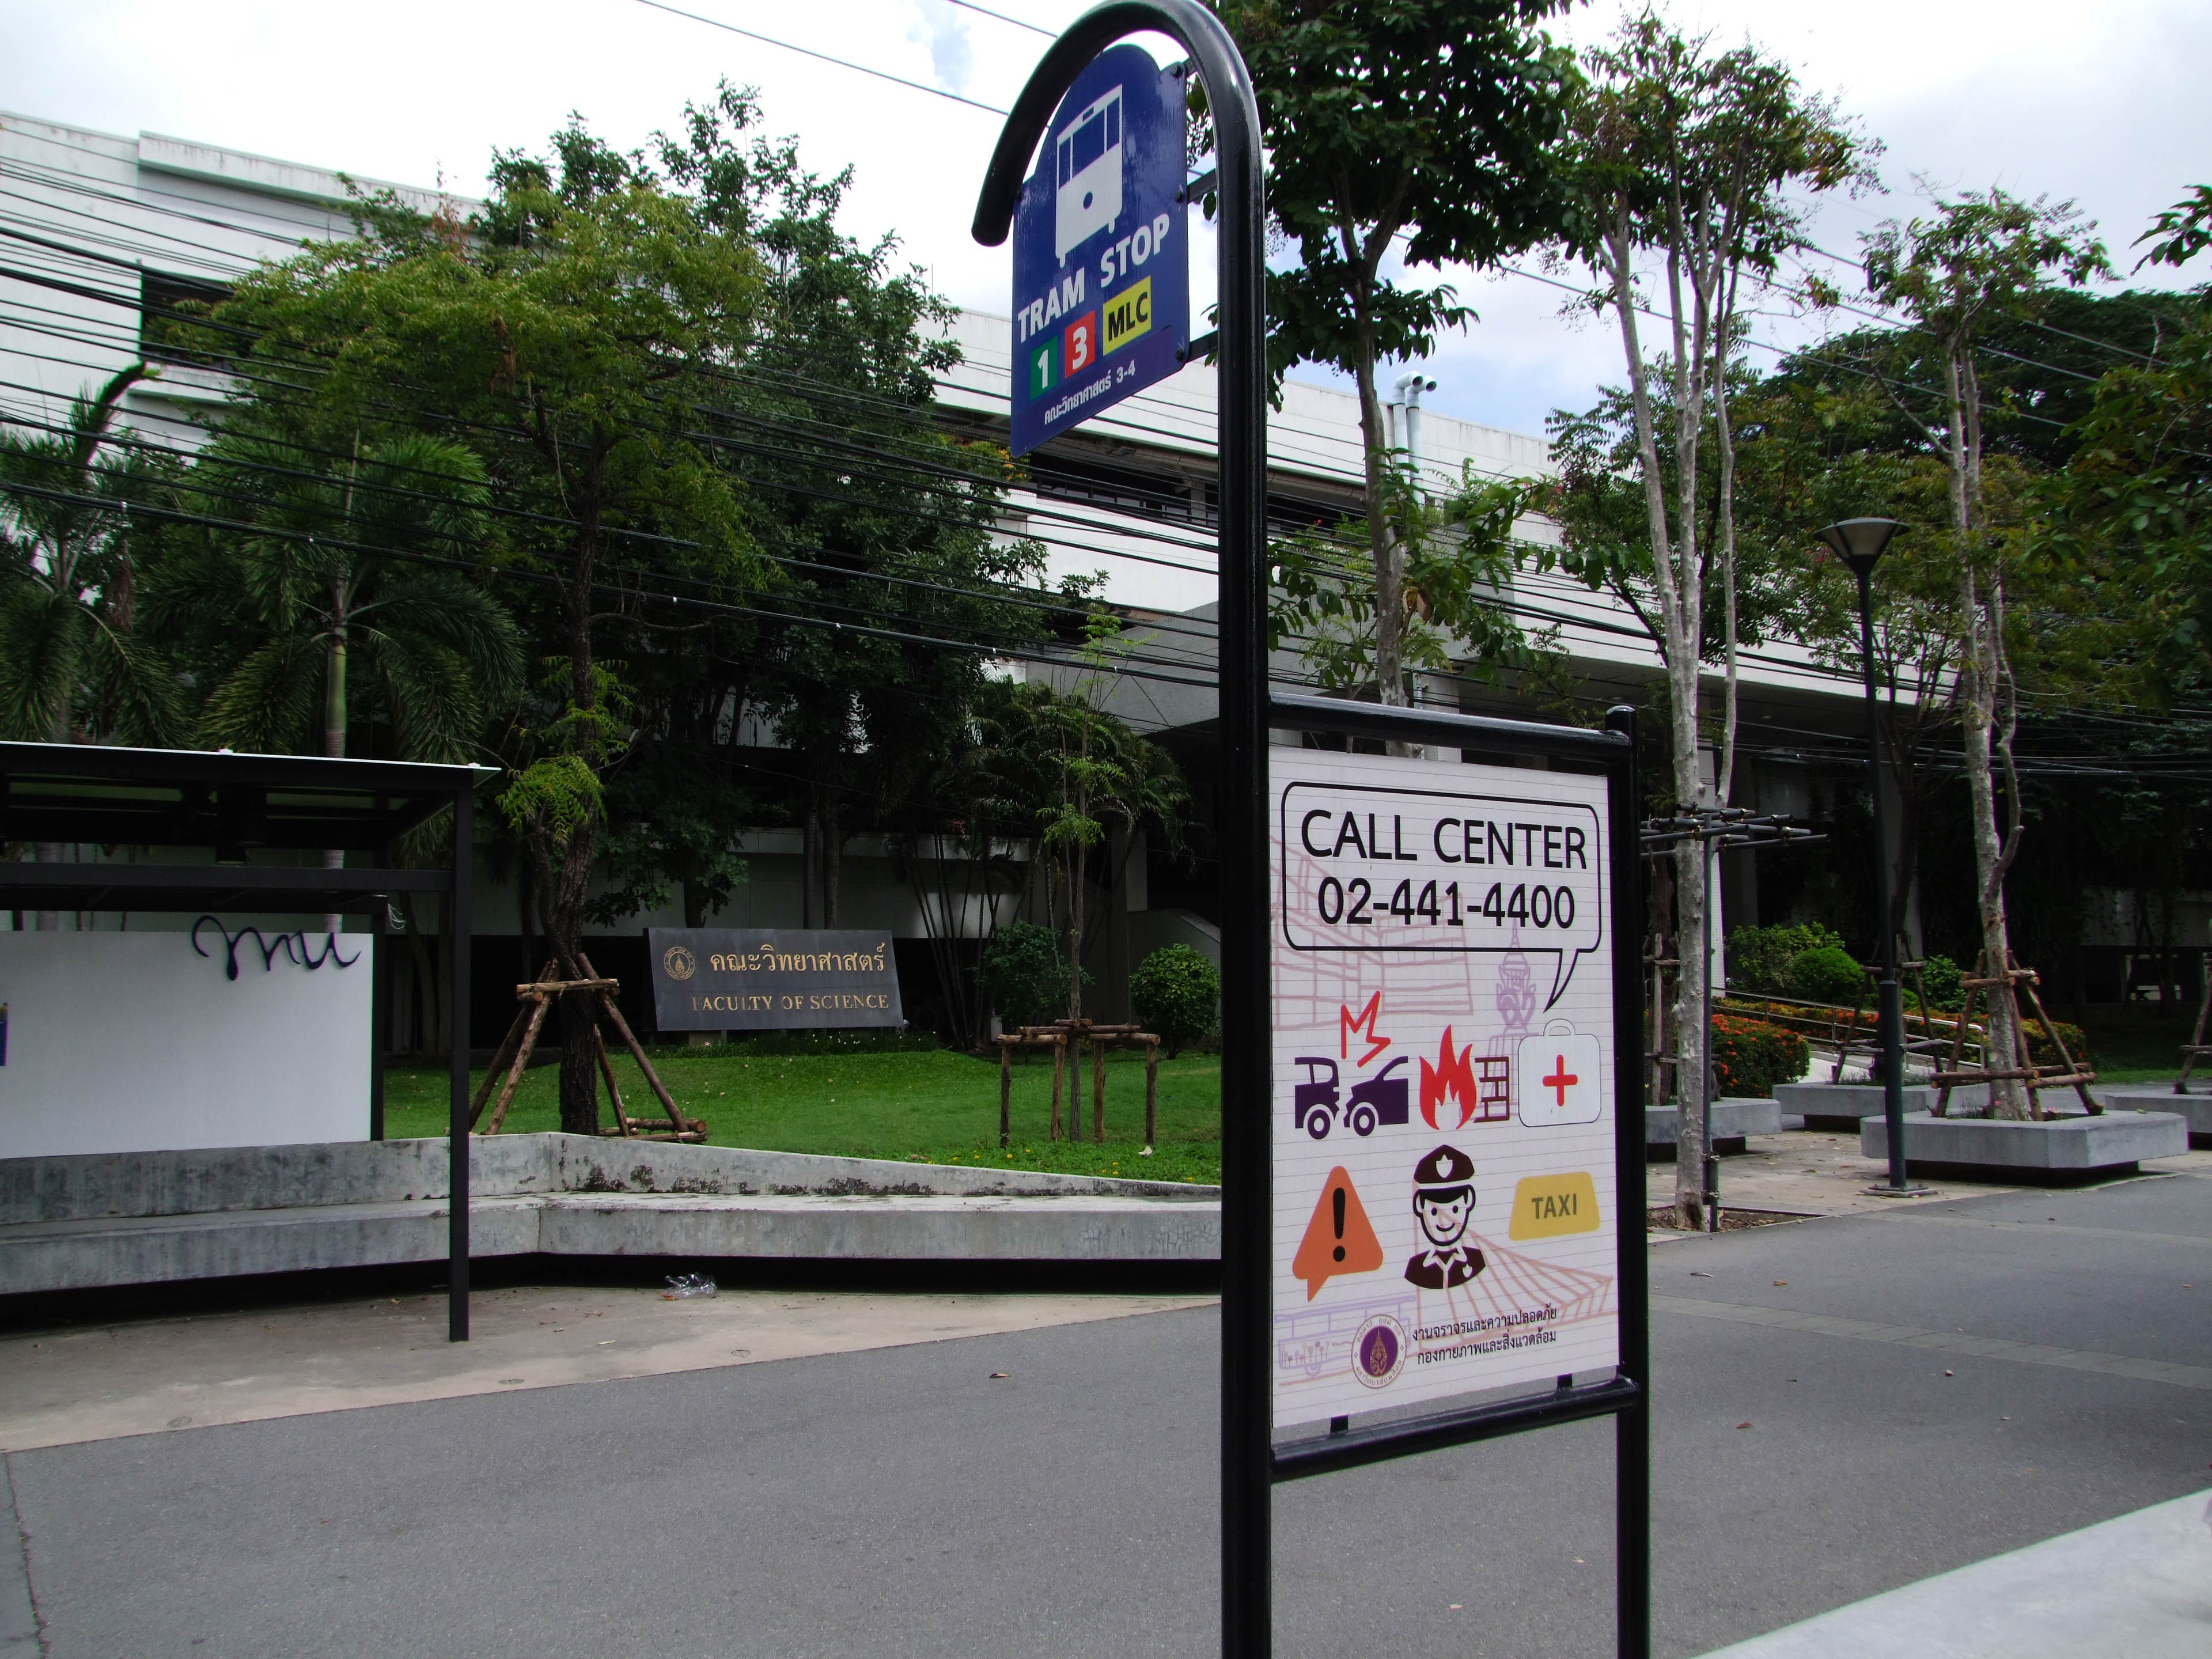 TRAM STOP
1 3 MLC
คณะวิทยาศาสตร์ 3-4
คณะวิทยาศาสตร์
FACULTY OF SCIENCE
CALL CENTER
02-441-4400
TAXI
งานจราจรและความปลอดภัย
กองกายภาพและสิ่งแวดล้อม